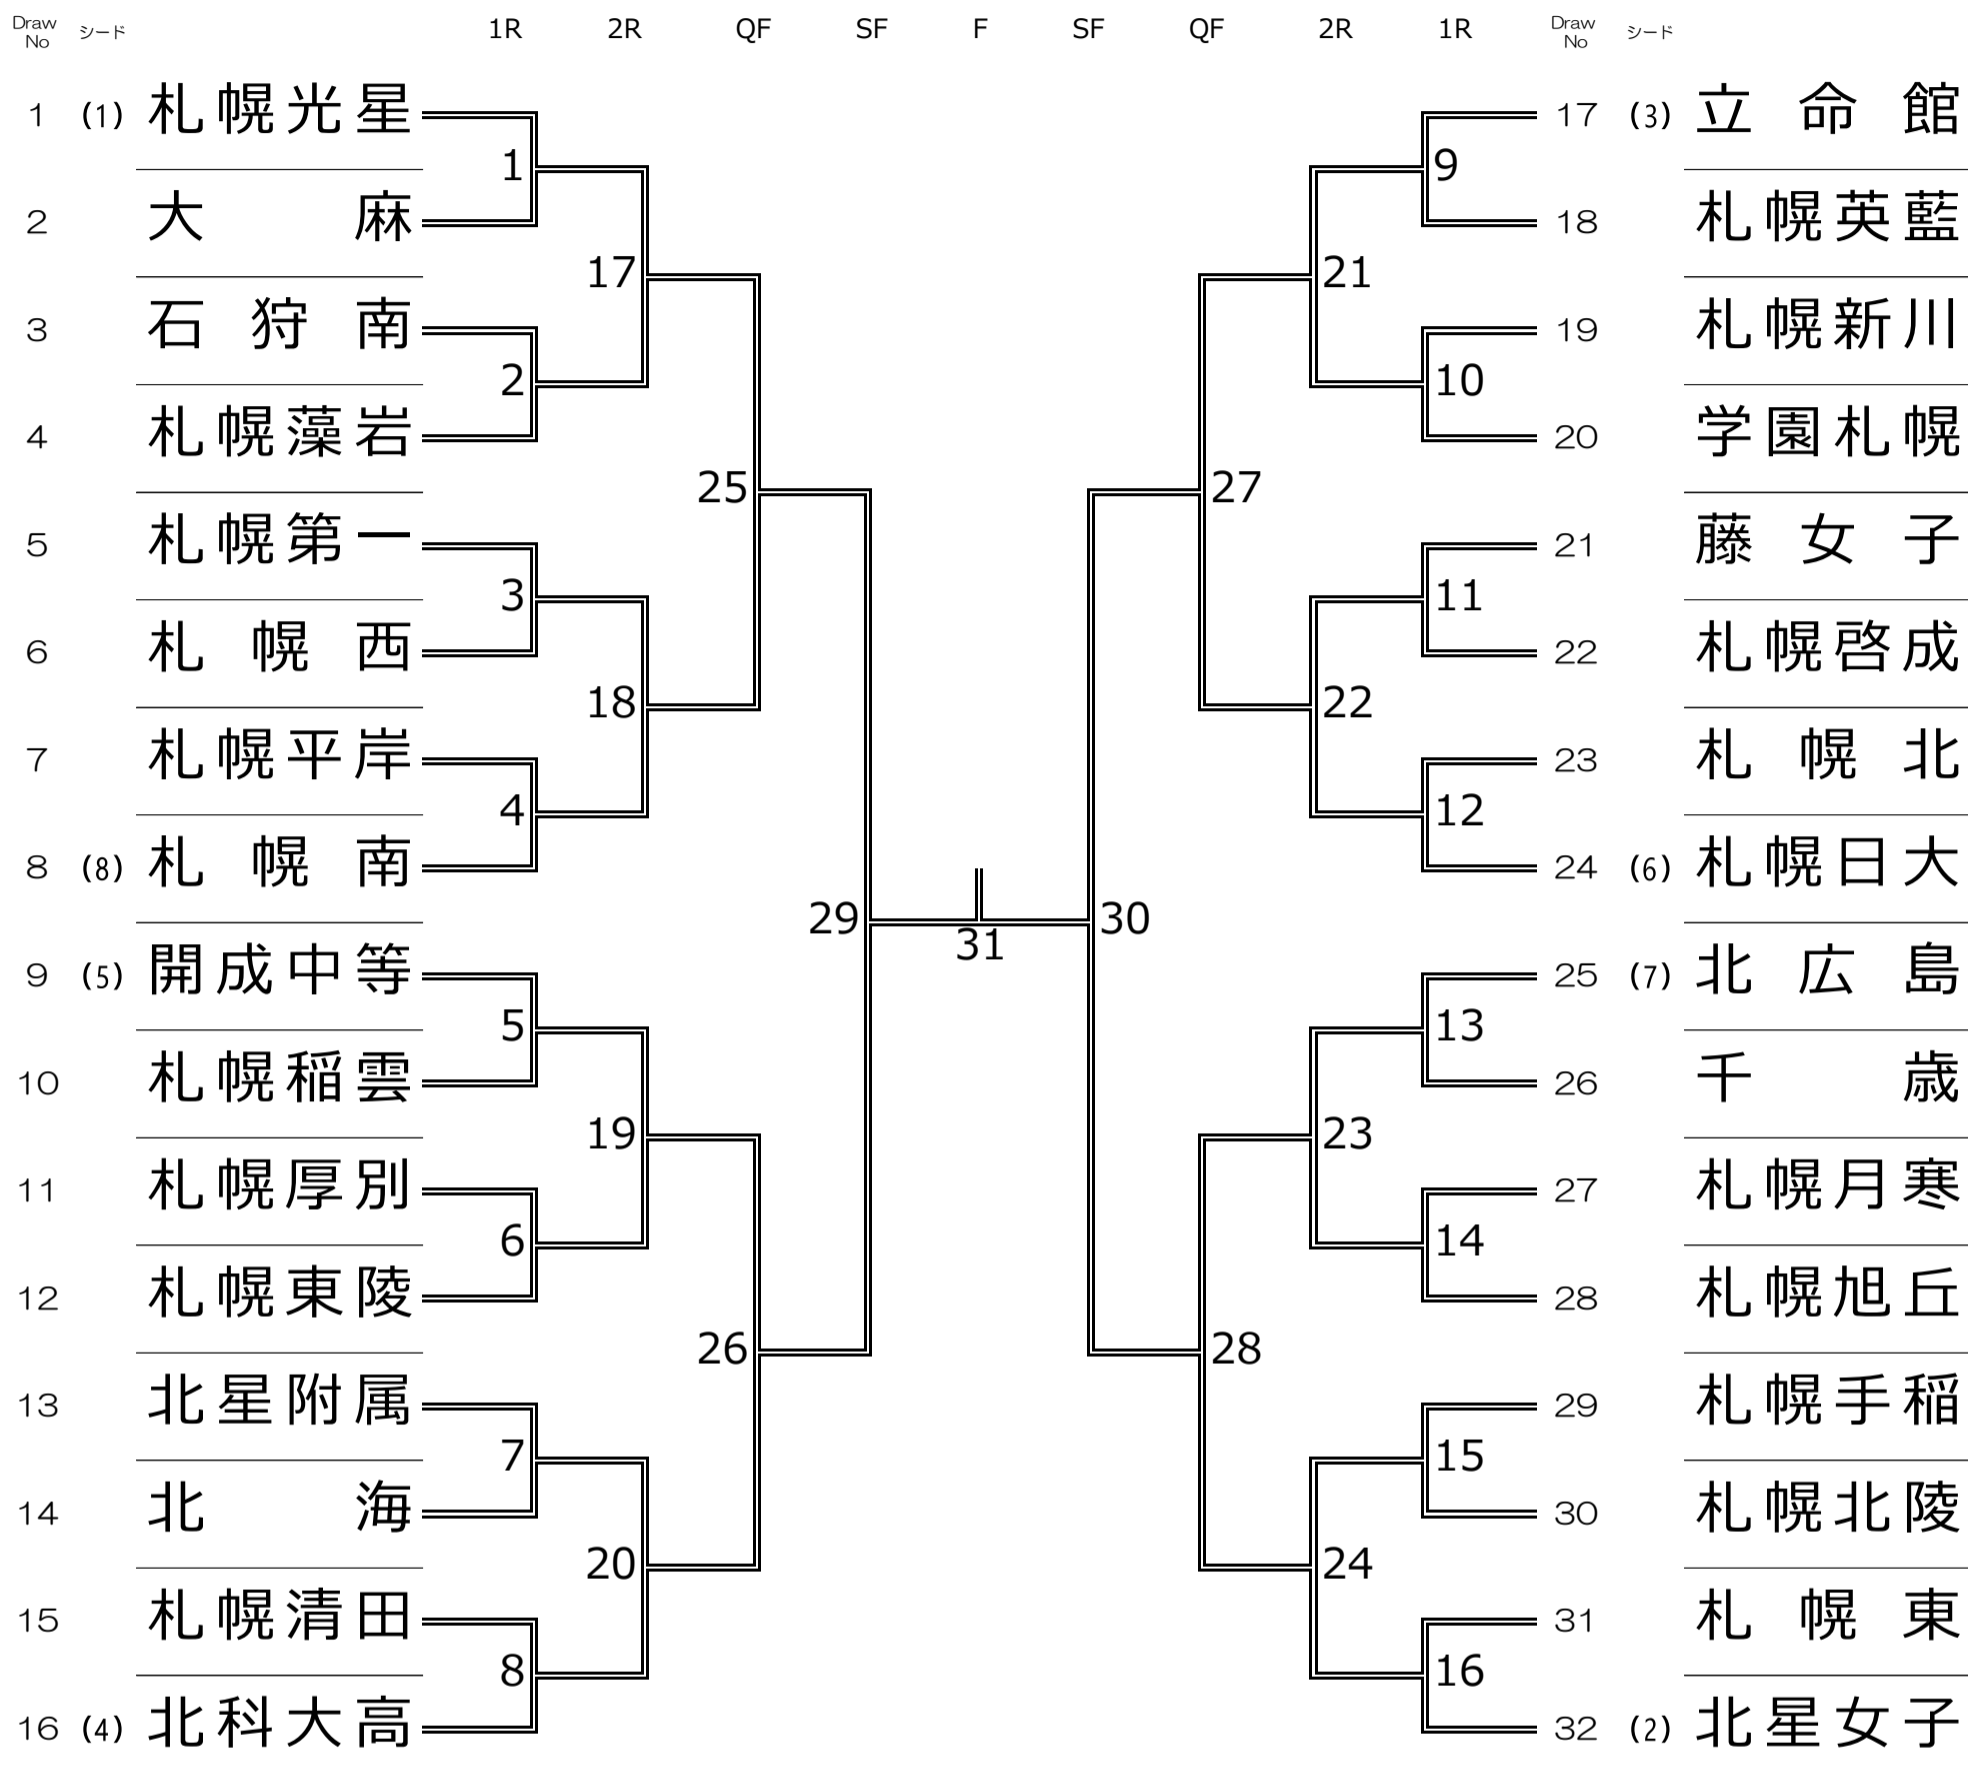 Draw No シード 1R 2R QF SF F SF QF 2R 1R Draw No シード
1 (1) 札幌光星 17 (3) 立命館
1 9
2 大麻 18 札幌英藍
17 21
3 石狩南 19 札幌新川
2 10
4 札幌藻岩 20 学園札幌
25 27
5 札幌第一 21 藤女子
3 11
6 札幌西 22 札幌啓成
18 22
7 札幌平岸 23 札幌北
4 12
8 (8) 札幌南 24 (6) 札幌日大
29 31 30
9 (5) 開成中等 25 (7) 北広島
5 13
10 札幌稲雲 26 千歳
19 23
11 札幌厚別 27 札幌月寒
6 14
12 札幌東陵 28 札幌旭丘
26 28
13 北星附属 29 札幌手稲
7 15
14 北海 30 札幌北陵
20 24
15 札幌清田 31 札幌東
8 16
16 (4) 北科大高 32 (2) 北星女子